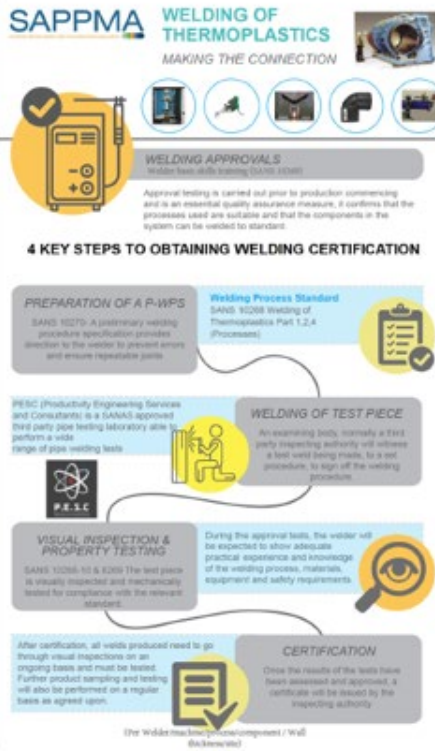 SAPPMA
WELDING OF
THERMOPLASTICS
MAKING THE CONNECTION
WELDING APPROVALS
Welder basic skills training (SANS
Approval testing is carried out prior to production commencing
and is an essential quality assurance measure, it confirms that the
processes used are suitable and that the components in the
system can be welded to standard.
4 KEY STEPS TO OBTAINING WELDING CERTIFICATION
PREPARATION OF A P-WPS
SANS 10270- A preliminary welding
procedure specification provides
direction to the welder to prevent errors
and ensure repeatable joints
Welding Process Standard
SANS 10268 Welding of
Thermoplastics Part 1,2,4
(Processes)
PESC (Productivity Engineering Services
and Consultants) is a SANAS approved
third party pipe testing laboratory able to
perform a wide
range of pipe welding tests
P.E.S.C
WELDING OF TEST PIECE
An examining body, normally a third
party inspecting authority will witness
a test weld being made, to a set
procedure, to sign off the welding
procedure.
VISUAL INSPECTION &
PROPERTY TESTING
SANS 10268-10 & 6269 The test piece
is visually inspected and mechanically
tested for compliance with the relevant
standard.
During the approval tests, the welder will
be expected to show adequate
practical experience and knowledge
of the welding process, materials,
equipment and safety requirements.
After certification, all welds produced need to go
through visual inspections on an
ongoing basis and must be tested.
Further product sampling and testing
will also be performed on a regular
basis as agreed upon.
CERTIFICATION
Once the results of the tests have
been assessed and approved, a
certificate will be issued by the
inspecting authority
(Per Welder/machine/process/component / Wall
thickness/size)